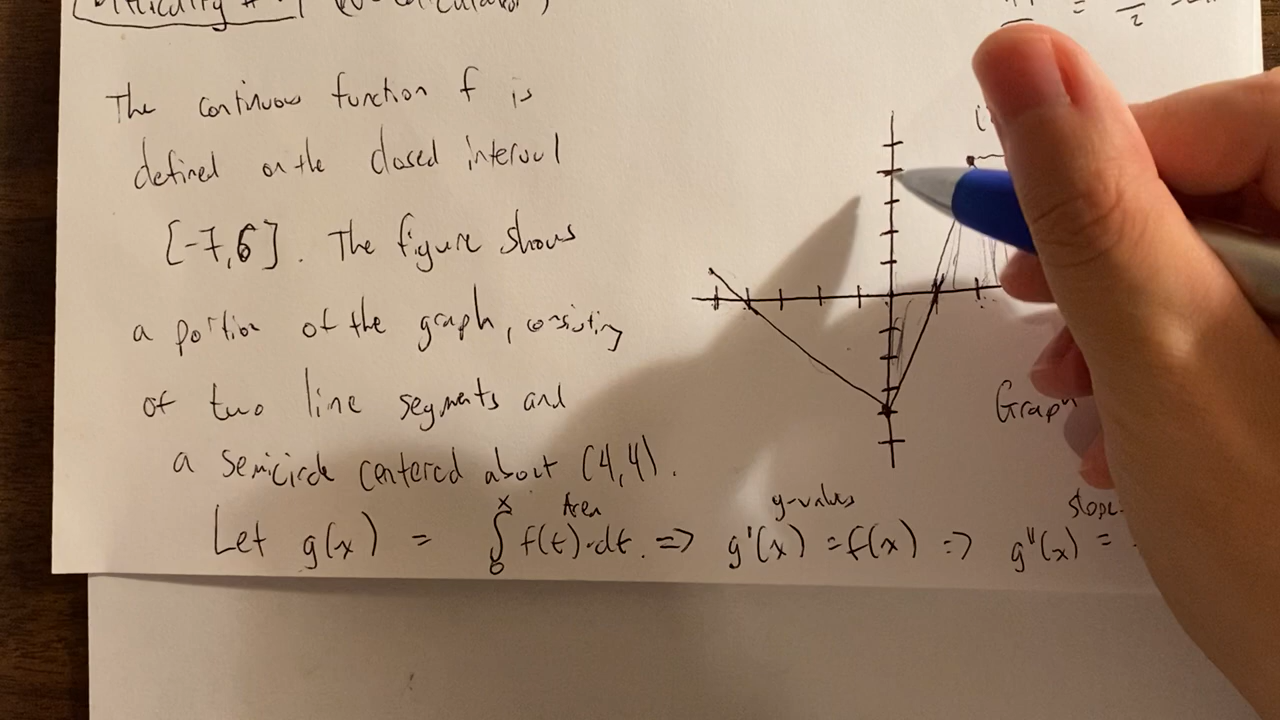 The continuous function f is
defined on the closed interval
[-7,6]. The figure shows
a portion of the graph, consisting
of two line segments and
a semicircle centered about (4,4).
Area y-values slope
Let g(x) = ∫₀ˣ f(t)·dt. => g'(x) = f(x) => g"(x) =
Graph